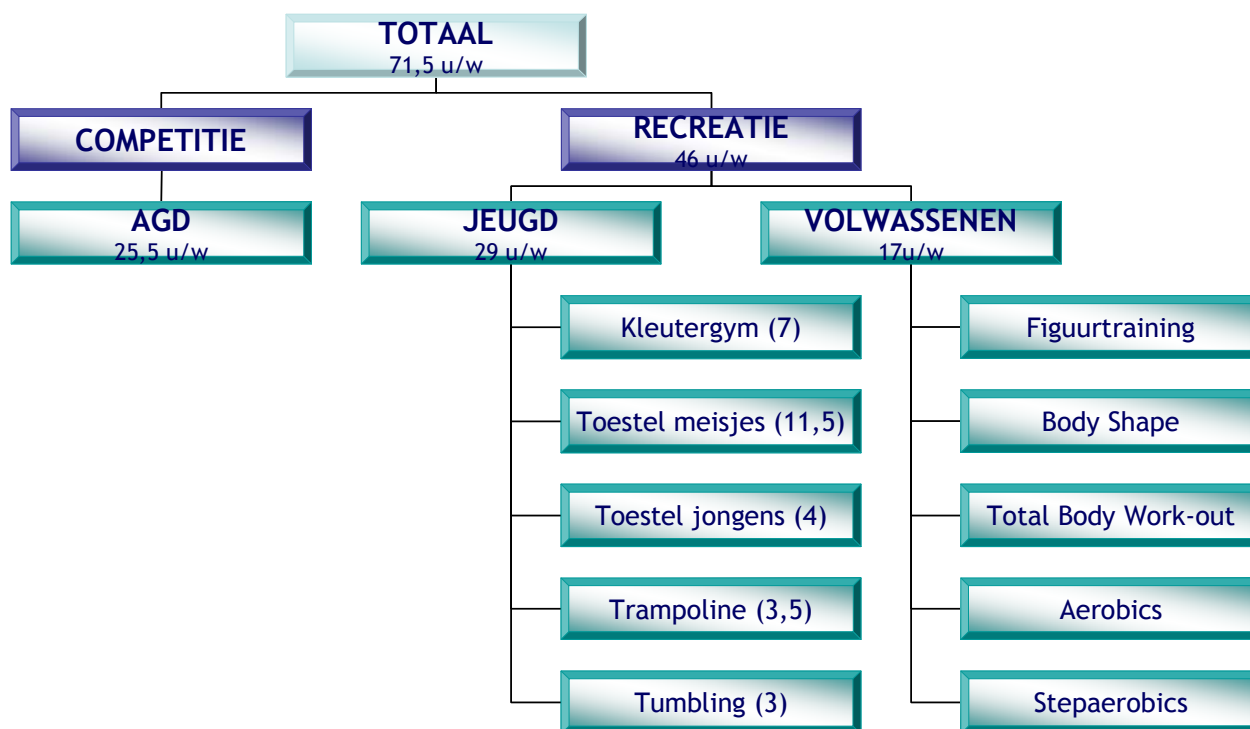 TOTAAL
71,5 u/w
COMPETITIE
RECREATIE
46 u/w
AGD
25,5 u/w
JEUGD
29 u/w
VOLWASSENEN
17u/w
Kleutergym (7)
Figuurtraining
Toestel meisjes (11,5)
Body Shape
Toestel jongens (4)
Total Body Work-out
Trampoline (3,5)
Aerobics
Tumbling (3)
Stepaerobics